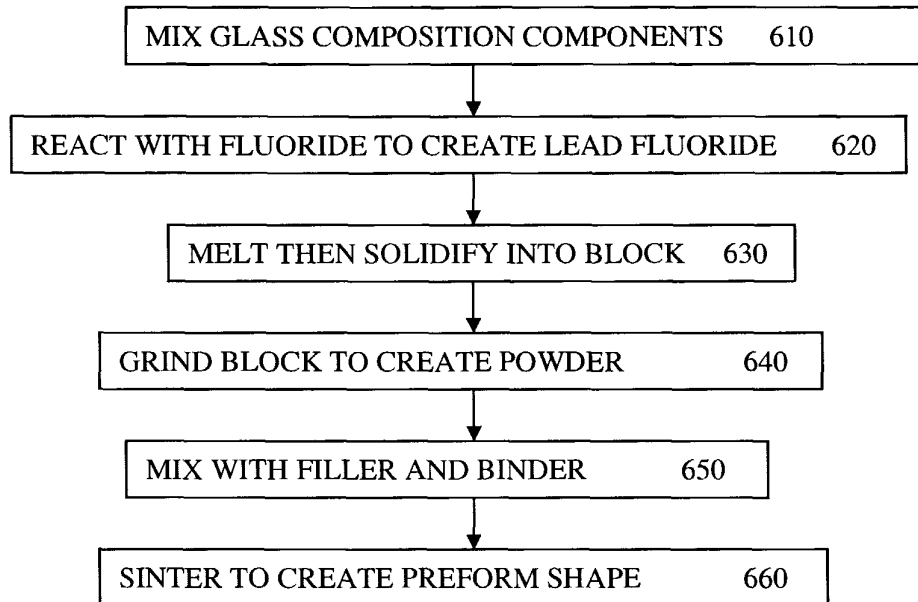 MIX GLASS COMPOSITION COMPONENTS 610
REACT WITH FLUORIDE TO CREATE LEAD FLUORIDE 620
MELT THEN SOLIDIFY INTO BLOCK 630
GRIND BLOCK TO CREATE POWDER 640
MIX WITH FILLER AND BINDER 650
SINTER TO CREATE PREFORM SHAPE 660